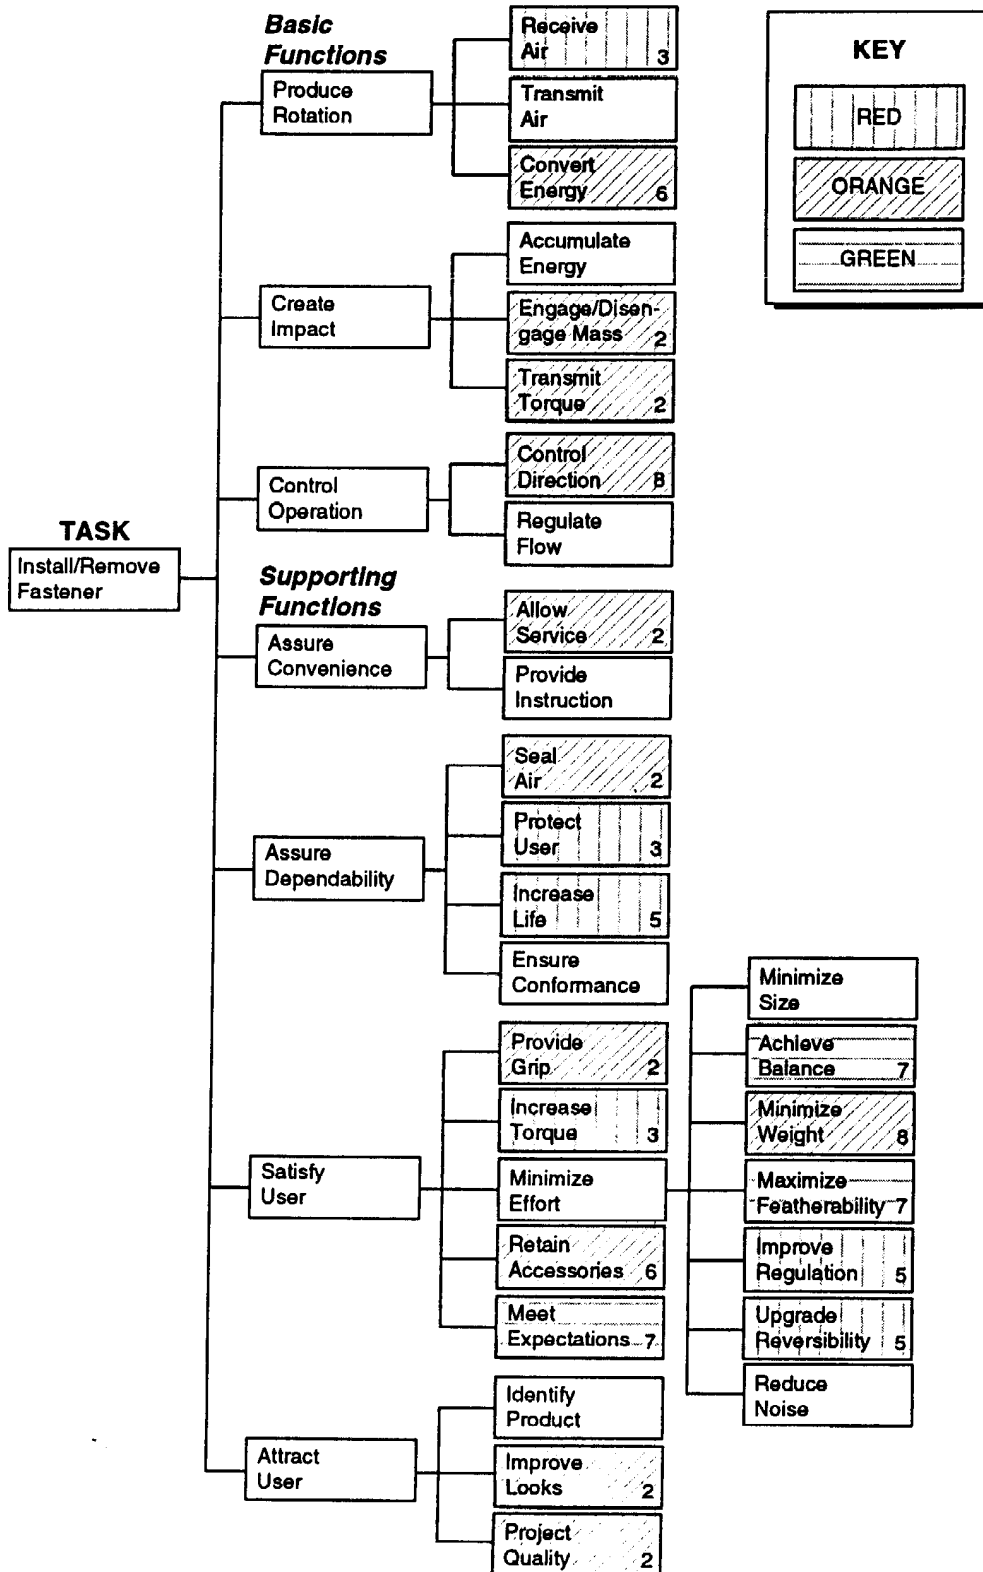 Basic
Functions
Produce
Rotation
Receive
Air
3
Transmit
Air
Convert
Energy
6
Create
Impact
Accumulate
Energy
Engage/Disen-
gage Mass
2
Transmit
Torque
2
Control
Operation
Control
Direction
8
Regulate
Flow
TASK
Install/Remove
Fastener
Supporting
Functions
Assure
Convenience
Allow
Service
2
Provide
Instruction
Assure
Dependability
Seal
Air
2
Protect
User
3
Increase
Life
5
Ensure
Conformance
Satisfy
User
Provide
Grip
2
Increase
Torque
3
Minimize
Effort
Retain
Accessories
6
Meet
Expectations
7
Minimize
Size
Achieve
Balance
7
Minimize
Weight
8
Maximize
Featherability
7
Improve
Regulation
5
Upgrade
Reversibility
5
Reduce
Noise
Attract
User
Identify
Product
Improve
Looks
2
Project
Quality
2
KEY
RED
ORANGE
GREEN